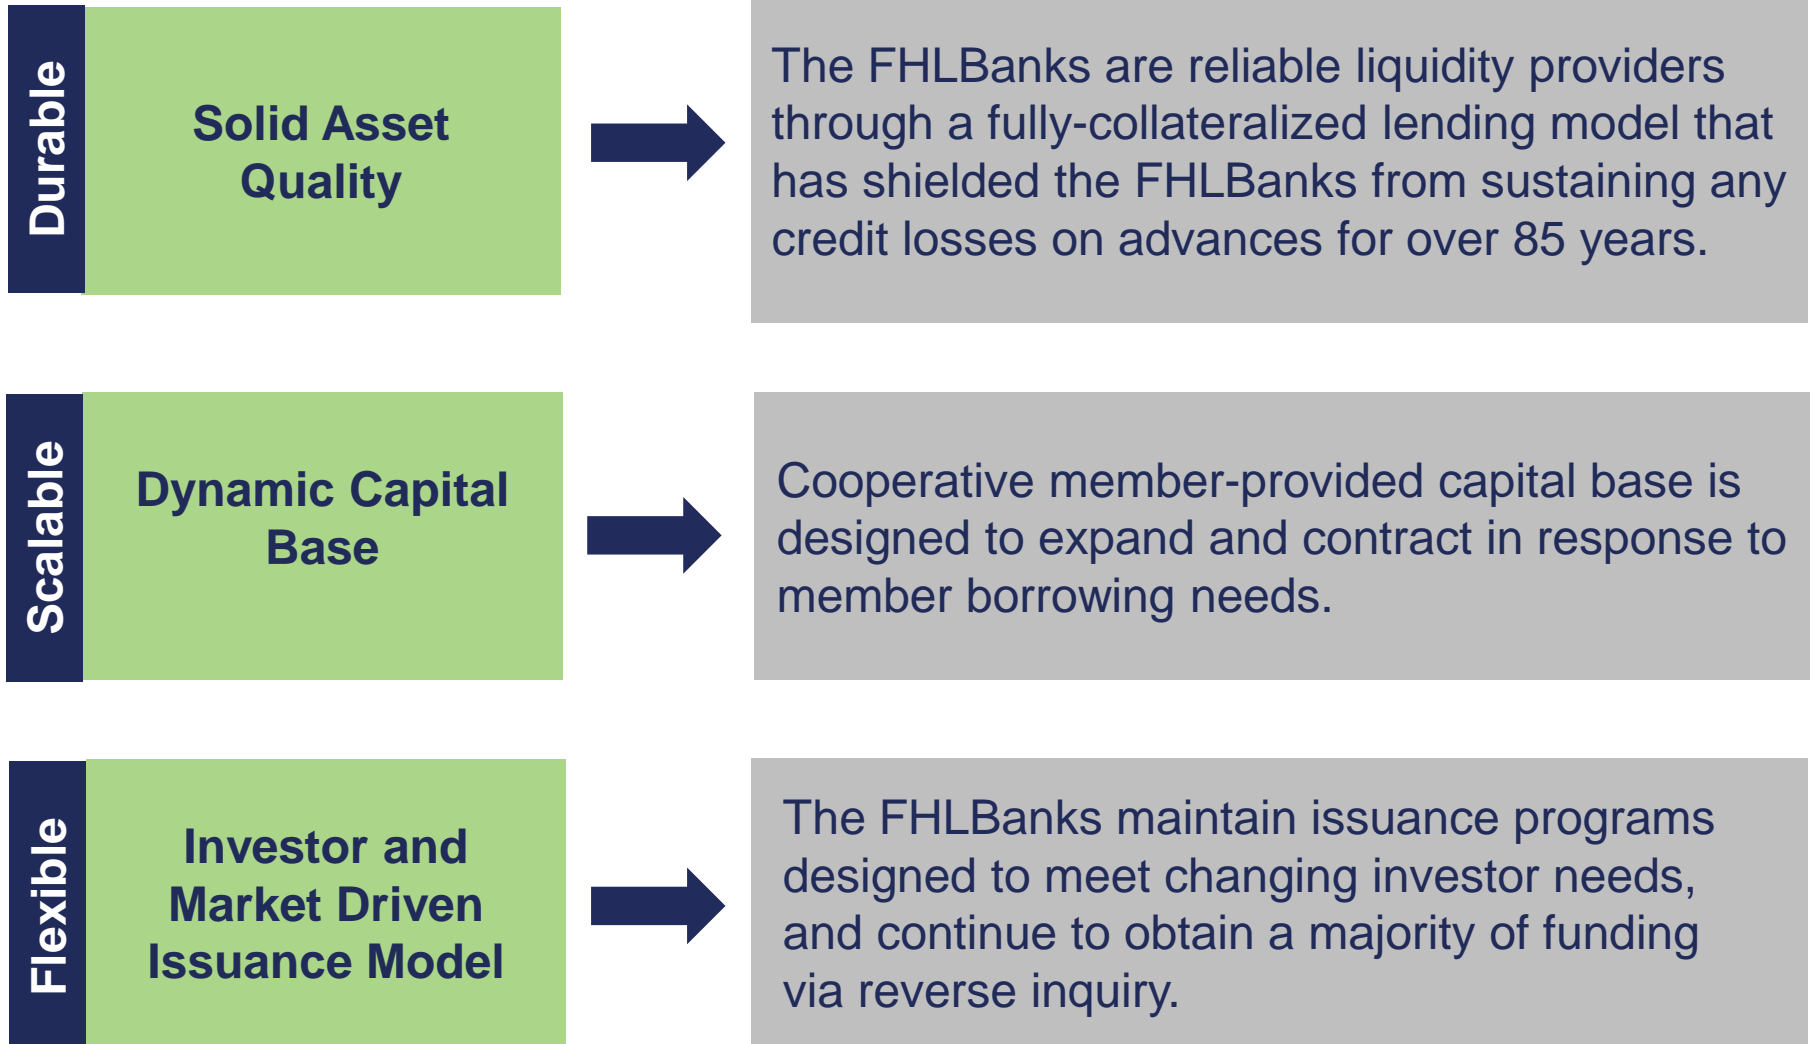 Durable
Solid Asset
Quality
The FHLBanks are reliable liquidity providers
through a fully-collateralized lending model that
has shielded the FHLBanks from sustaining any
credit losses on advances for over 85 years.
Scalable
Dynamic Capital
Base
Cooperative member-provided capital base is
designed to expand and contract in response to
member borrowing needs.
Flexible
Investor and
Market Driven
Issuance Model
The FHLBanks maintain issuance programs
designed to meet changing investor needs,
and continue to obtain a majority of funding
via reverse inquiry.